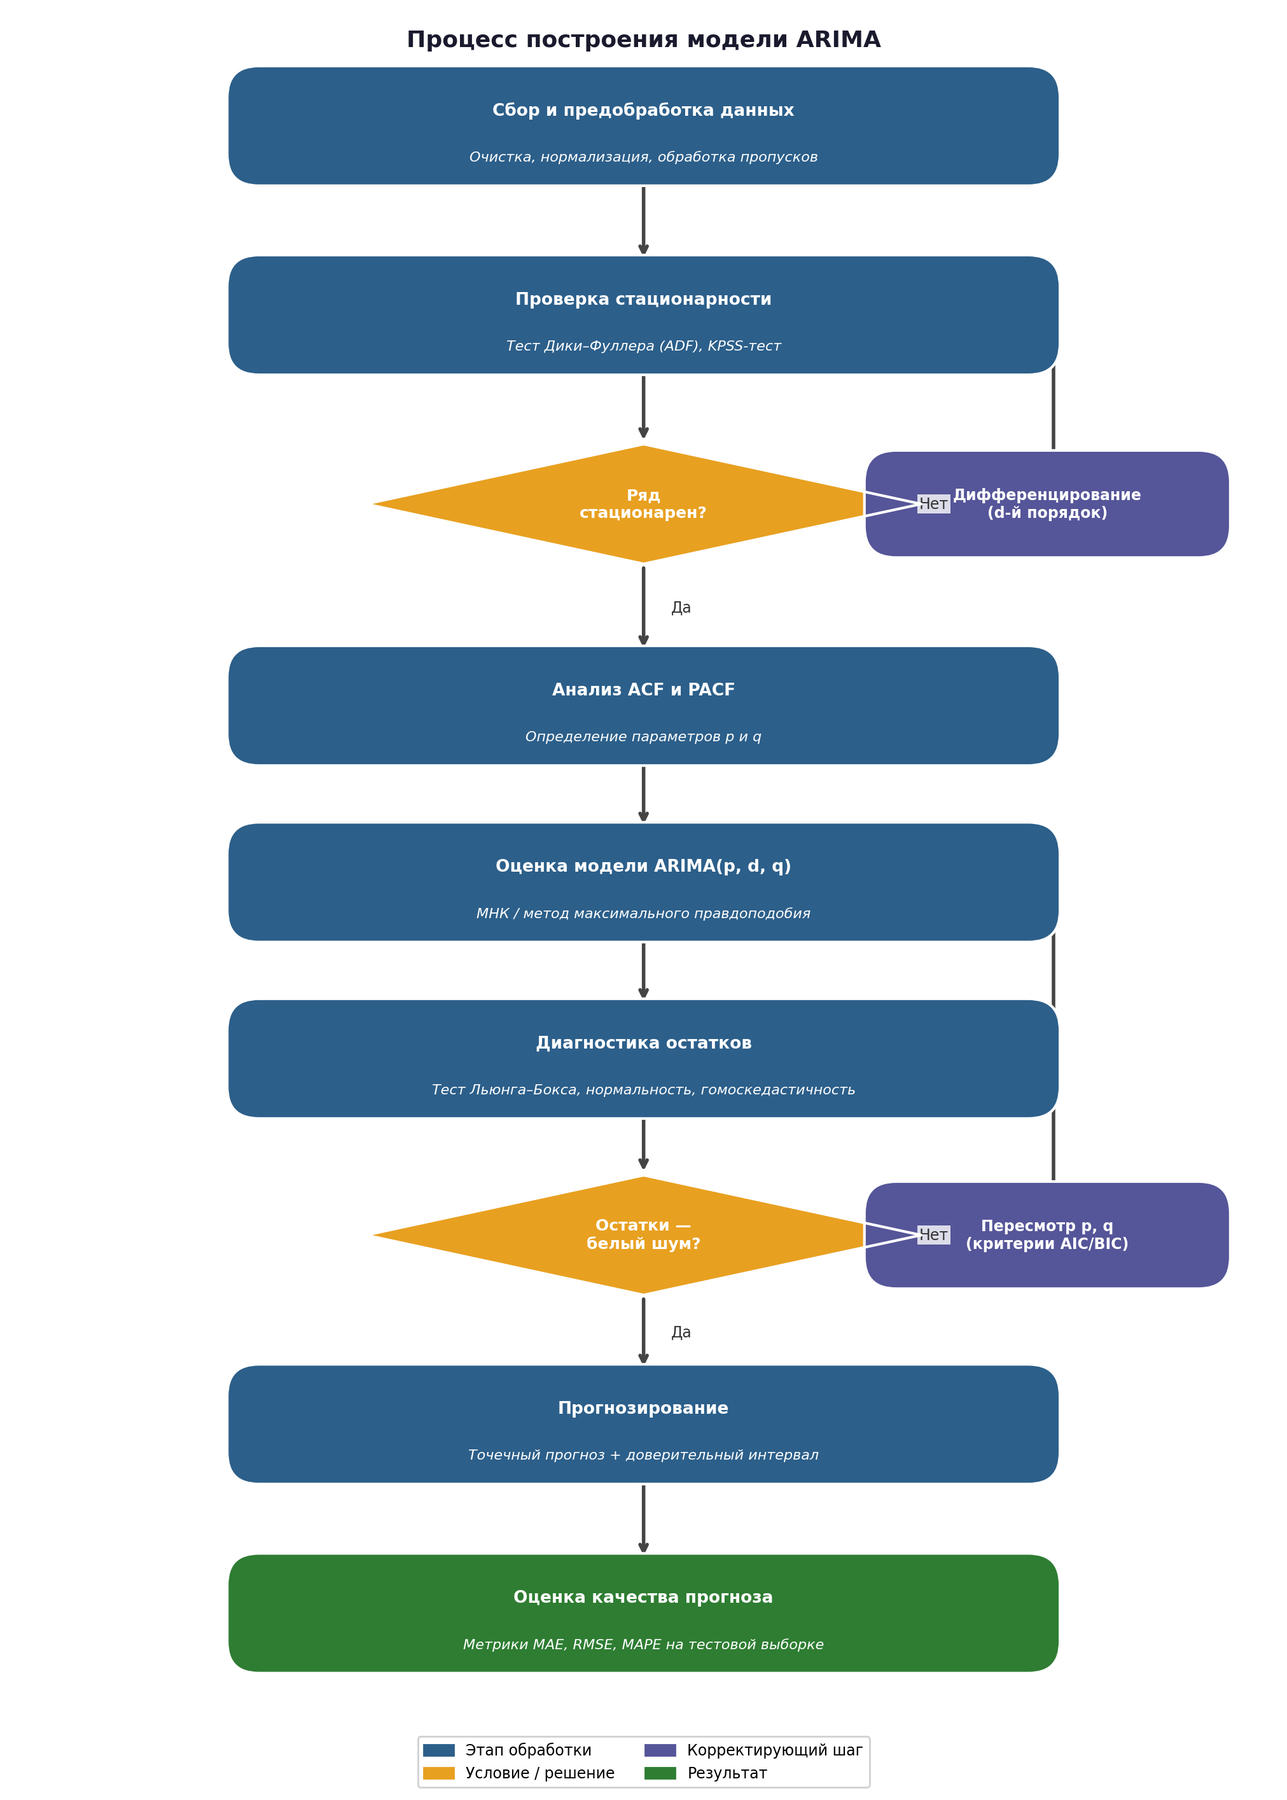 Процесс построения модели ARIMA
Сбор и предобработка данных
Очистка, нормализация, обработка пропусков
Проверка стационарности
Тест Дики–Фуллера (ADF), KPSS-тест
Ряд
стационарен?
Нет
Дифференцирование
(d-й порядок)
Да
Анализ ACF и PACF
Определение параметров p и q
Оценка модели ARIMA(p, d, q)
МНК / метод максимального правдоподобия
Диагностика остатков
Тест Льюнга–Бокса, нормальность, гомоскедастичность
Остатки —
белый шум?
Нет
Пересмотр p, q
(критерии AIC/BIC)
Да
Прогнозирование
Точечный прогноз + доверительный интервал
Оценка качества прогноза
Метрики MAE, RMSE, MAPE на тестовой выборке
Этап обработки
Условие / решение
Корректирующий шаг
Результат